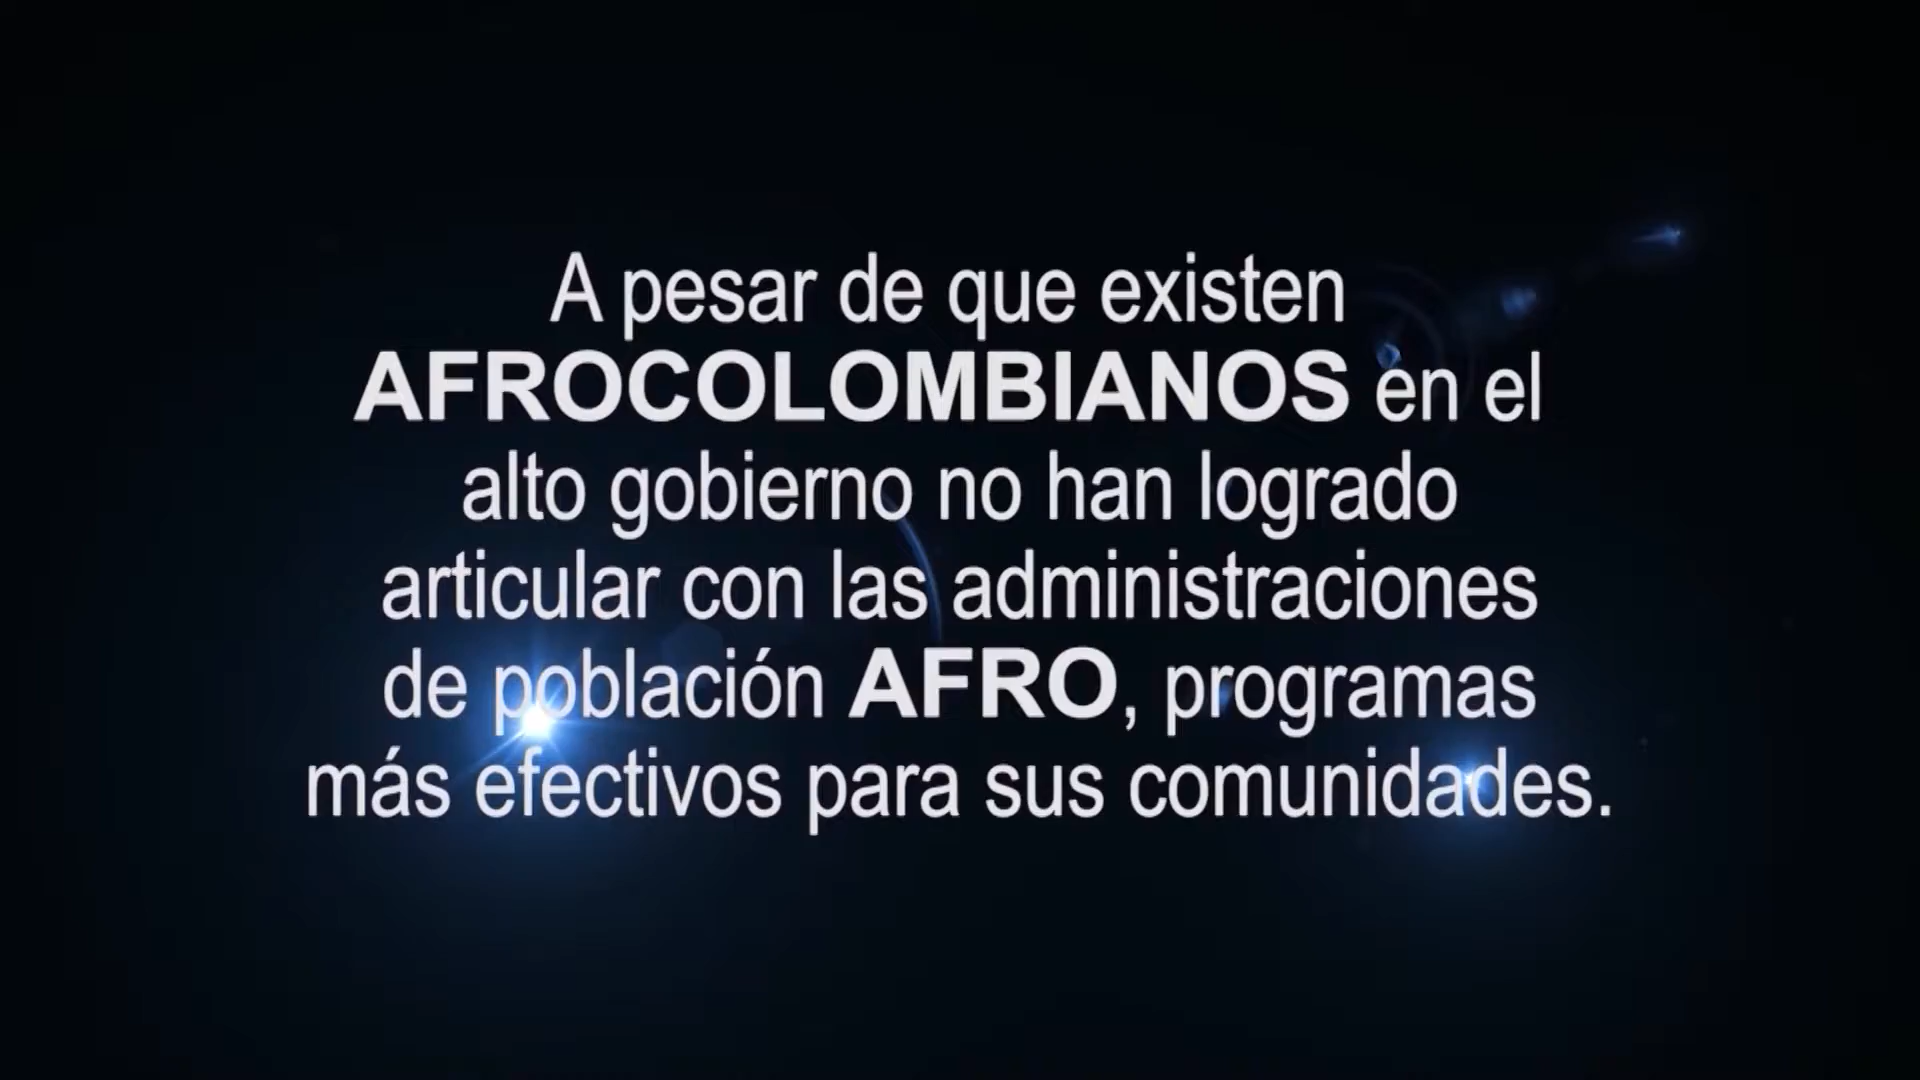 A pesar de que existen
AFROCOLOMBIANOS en el
alto gobierno no han logrado
articular con las administraciones
de población AFRO, programas
más efectivos para sus comunidades.